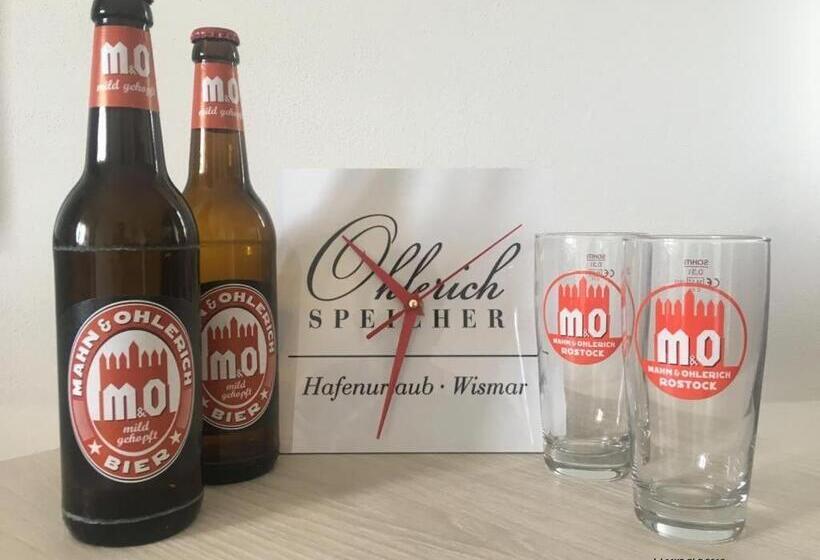 M&O
mild gehopft
MAHN & OHLERICH
M&O
mild
gehopft
BIER
M&O
mild gehopft
MAHN & OHLERICH
M&O
mild
gehopft
BIER
Ohlerich
SPEICHER
Hafenurlaub · Wismar
M&O
MAHN & OHLERICH
ROSTOCK
M&O
MAHN & OHLERICH
ROSTOCK